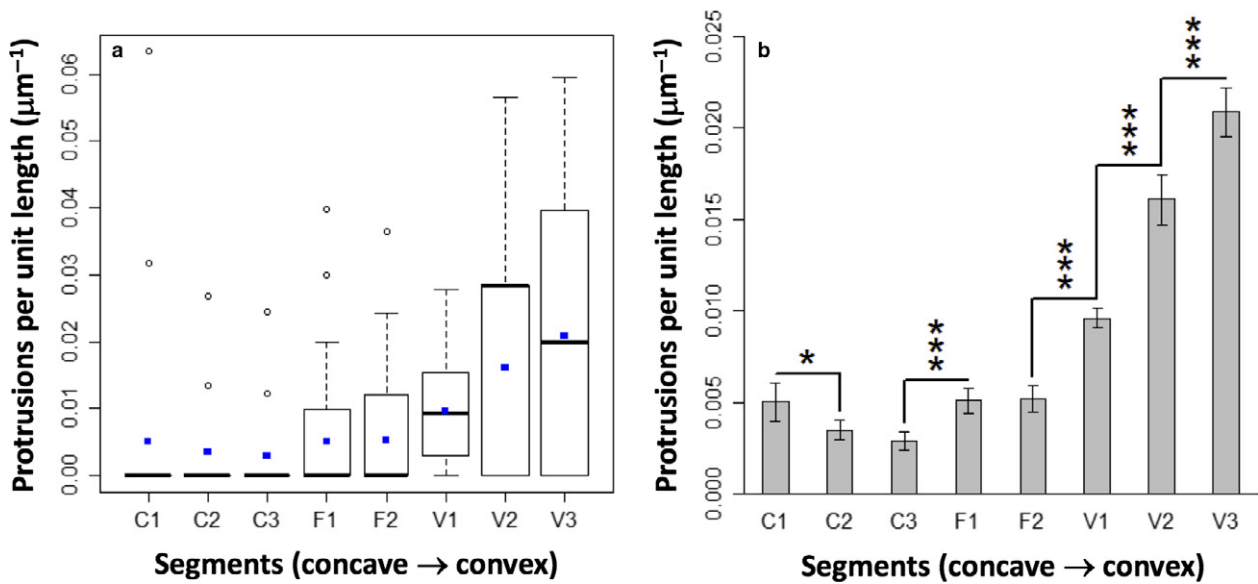 a
Protrusions per unit length (μm⁻¹)
0.06
0.05
0.04
0.03
0.02
0.01
0.00
C1 C2 C3 F1 F2 V1 V2 V3
Segments (concave → convex)
b
Protrusions per unit length (μm⁻¹)
0.025
0.020
0.015
0.010
0.005
0.000
*
***
***
***
***
C1 C2 C3 F1 F2 V1 V2 V3
Segments (concave → convex)